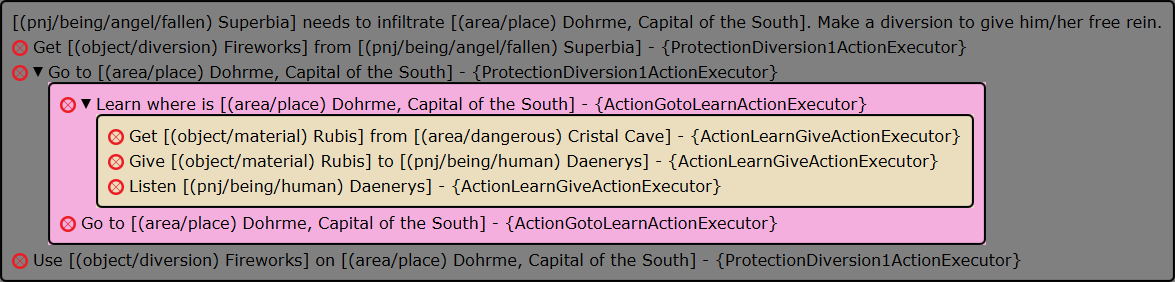 [(pnj/being/angel/fallen) Superbia] needs to infiltrate [(area/place) Dohrme, Capital of the South]. Make a diversion to give him/her free rein.
Get [(object/diversion) Fireworks] from [(pnj/being/angel/fallen) Superbia] - {ProtectionDiversion1ActionExecutor}
▼ Go to [(area/place) Dohrme, Capital of the South] - {ProtectionDiversion1ActionExecutor}
▼ Learn where is [(area/place) Dohrme, Capital of the South] - {ActionGotoLearnActionExecutor}
Get [(object/material) Rubis] from [(area/dangerous) Cristal Cave] - {ActionLearnGiveActionExecutor}
Give [(object/material) Rubis] to [(pnj/being/human) Daenerys] - {ActionLearnGiveActionExecutor}
Listen [(pnj/being/human) Daenerys] - {ActionLearnGiveActionExecutor}
Go to [(area/place) Dohrme, Capital of the South] - {ActionGotoLearnActionExecutor}
Use [(object/diversion) Fireworks] on [(area/place) Dohrme, Capital of the South] - {ProtectionDiversion1ActionExecutor}